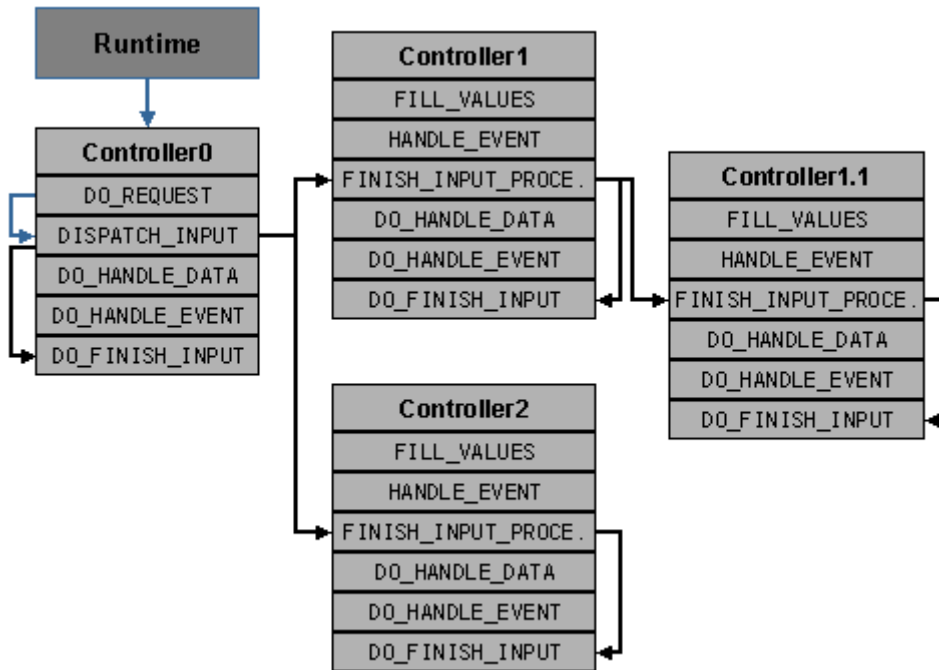 Runtime
Controller0
DO_REQUEST
DISPATCH_INPUT
DO_HANDLE_DATA
DO_HANDLE_EVENT
DO_FINISH_INPUT
Controller1
FILL_VALUES
HANDLE_EVENT
FINISH_INPUT_PROCE.
DO_HANDLE_DATA
DO_HANDLE_EVENT
DO_FINISH_INPUT
Controller1.1
FILL_VALUES
HANDLE_EVENT
FINISH_INPUT_PROCE.
DO_HANDLE_DATA
DO_HANDLE_EVENT
DO_FINISH_INPUT
Controller2
FILL_VALUES
HANDLE_EVENT
FINISH_INPUT_PROCE.
DO_HANDLE_DATA
DO_HANDLE_EVENT
DO_FINISH_INPUT